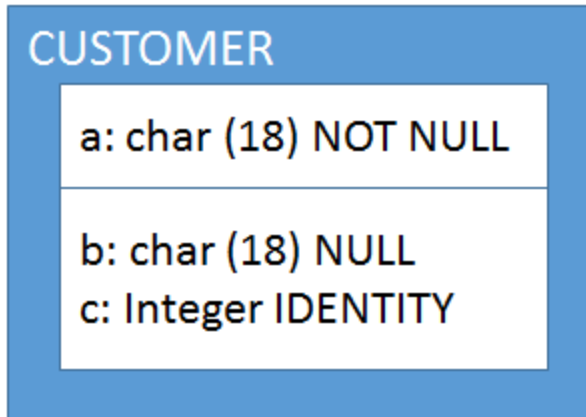 CUSTOMER
a: char (18) NOT NULL
b: char (18) NULL
c: Integer IDENTITY